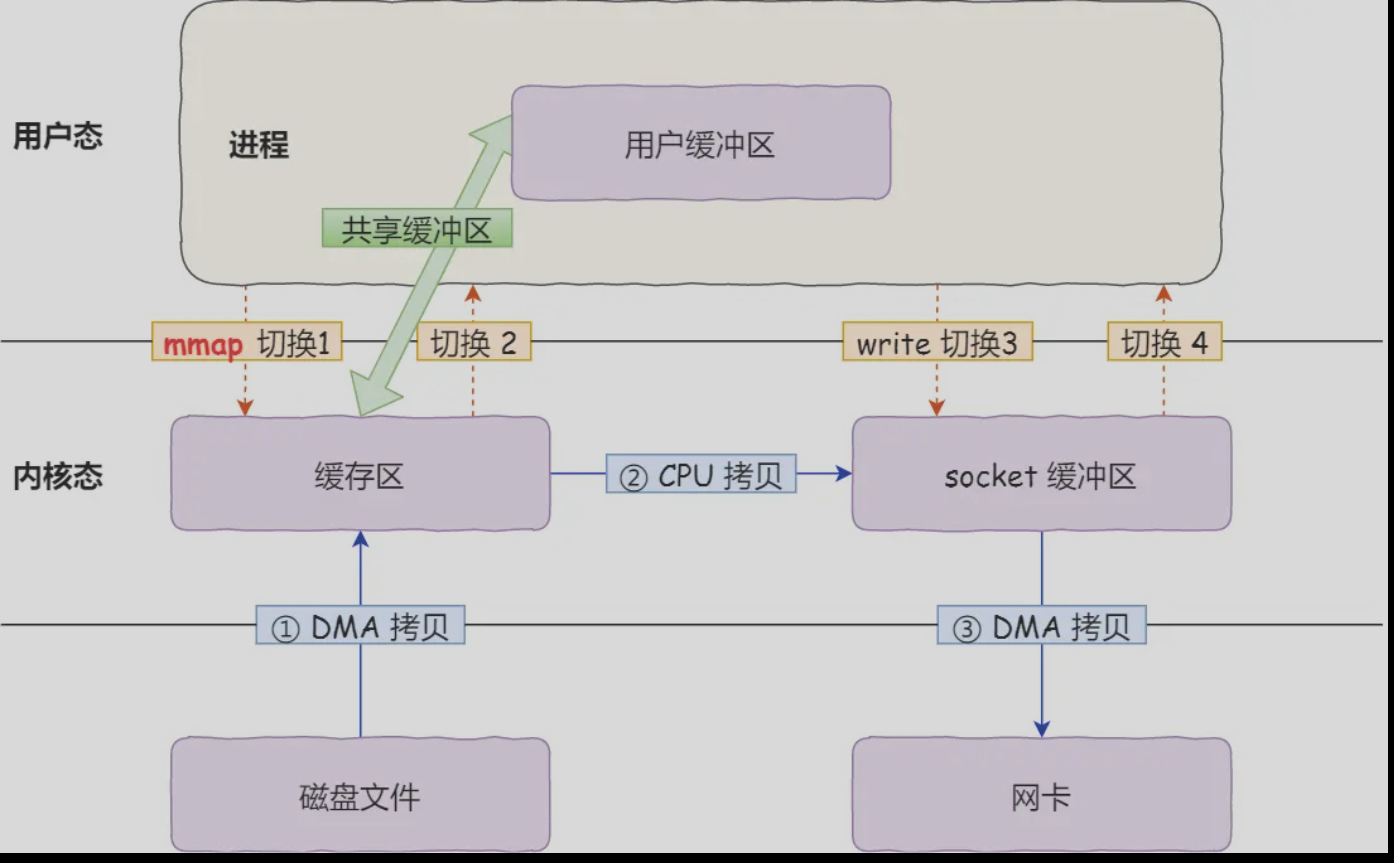 用户态
进程
用户缓冲区
共享缓冲区
mmap 切换1
切换 2
write 切换3
切换 4
内核态
缓存区
② CPU 拷贝
socket 缓冲区
① DMA 拷贝
③ DMA 拷贝
磁盘文件
网卡